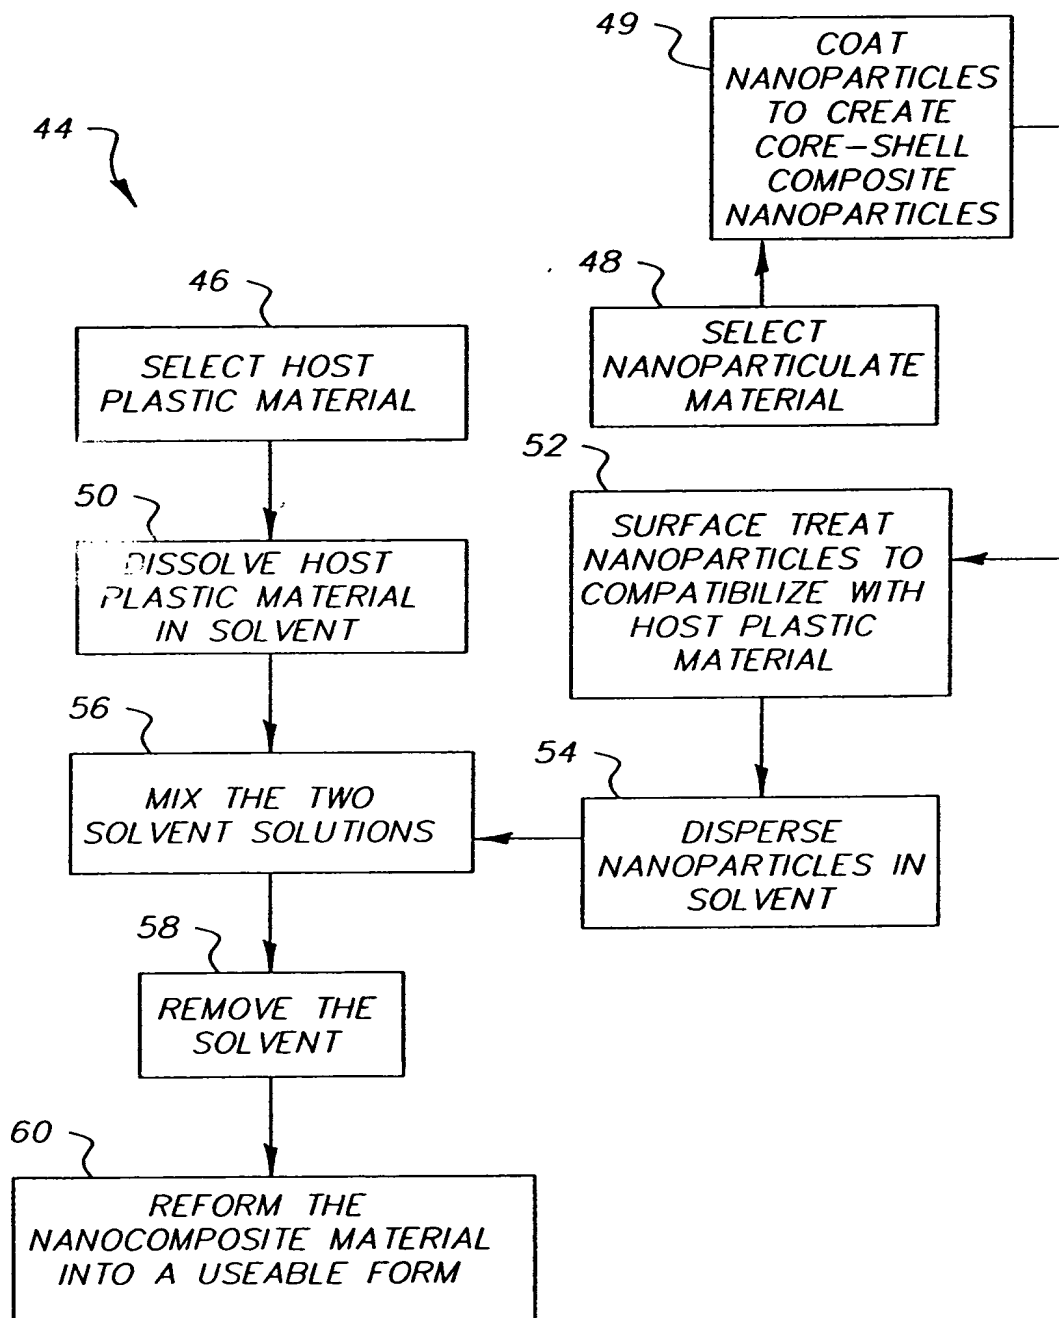 49
COAT
NANOPARTICLES
TO CREATE
CORE-SHELL
COMPOSITE
NANOPARTICLES
44
46
SELECT HOST
PLASTIC MATERIAL
48
SELECT
NANOPARTICULATE
MATERIAL
50
DISSOLVE HOST
PLASTIC MATERIAL
IN SOLVENT
52
SURFACE TREAT
NANOPARTICLES TO
COMPATIBILIZE WITH
HOST PLASTIC
MATERIAL
56
MIX THE TWO
SOLVENT SOLUTIONS
54
DISPERSE
NANOPARTICLES IN
SOLVENT
58
REMOVE THE
SOLVENT
60
REFORM THE
NANOCOMPOSITE MATERIAL
INTO A USEABLE FORM